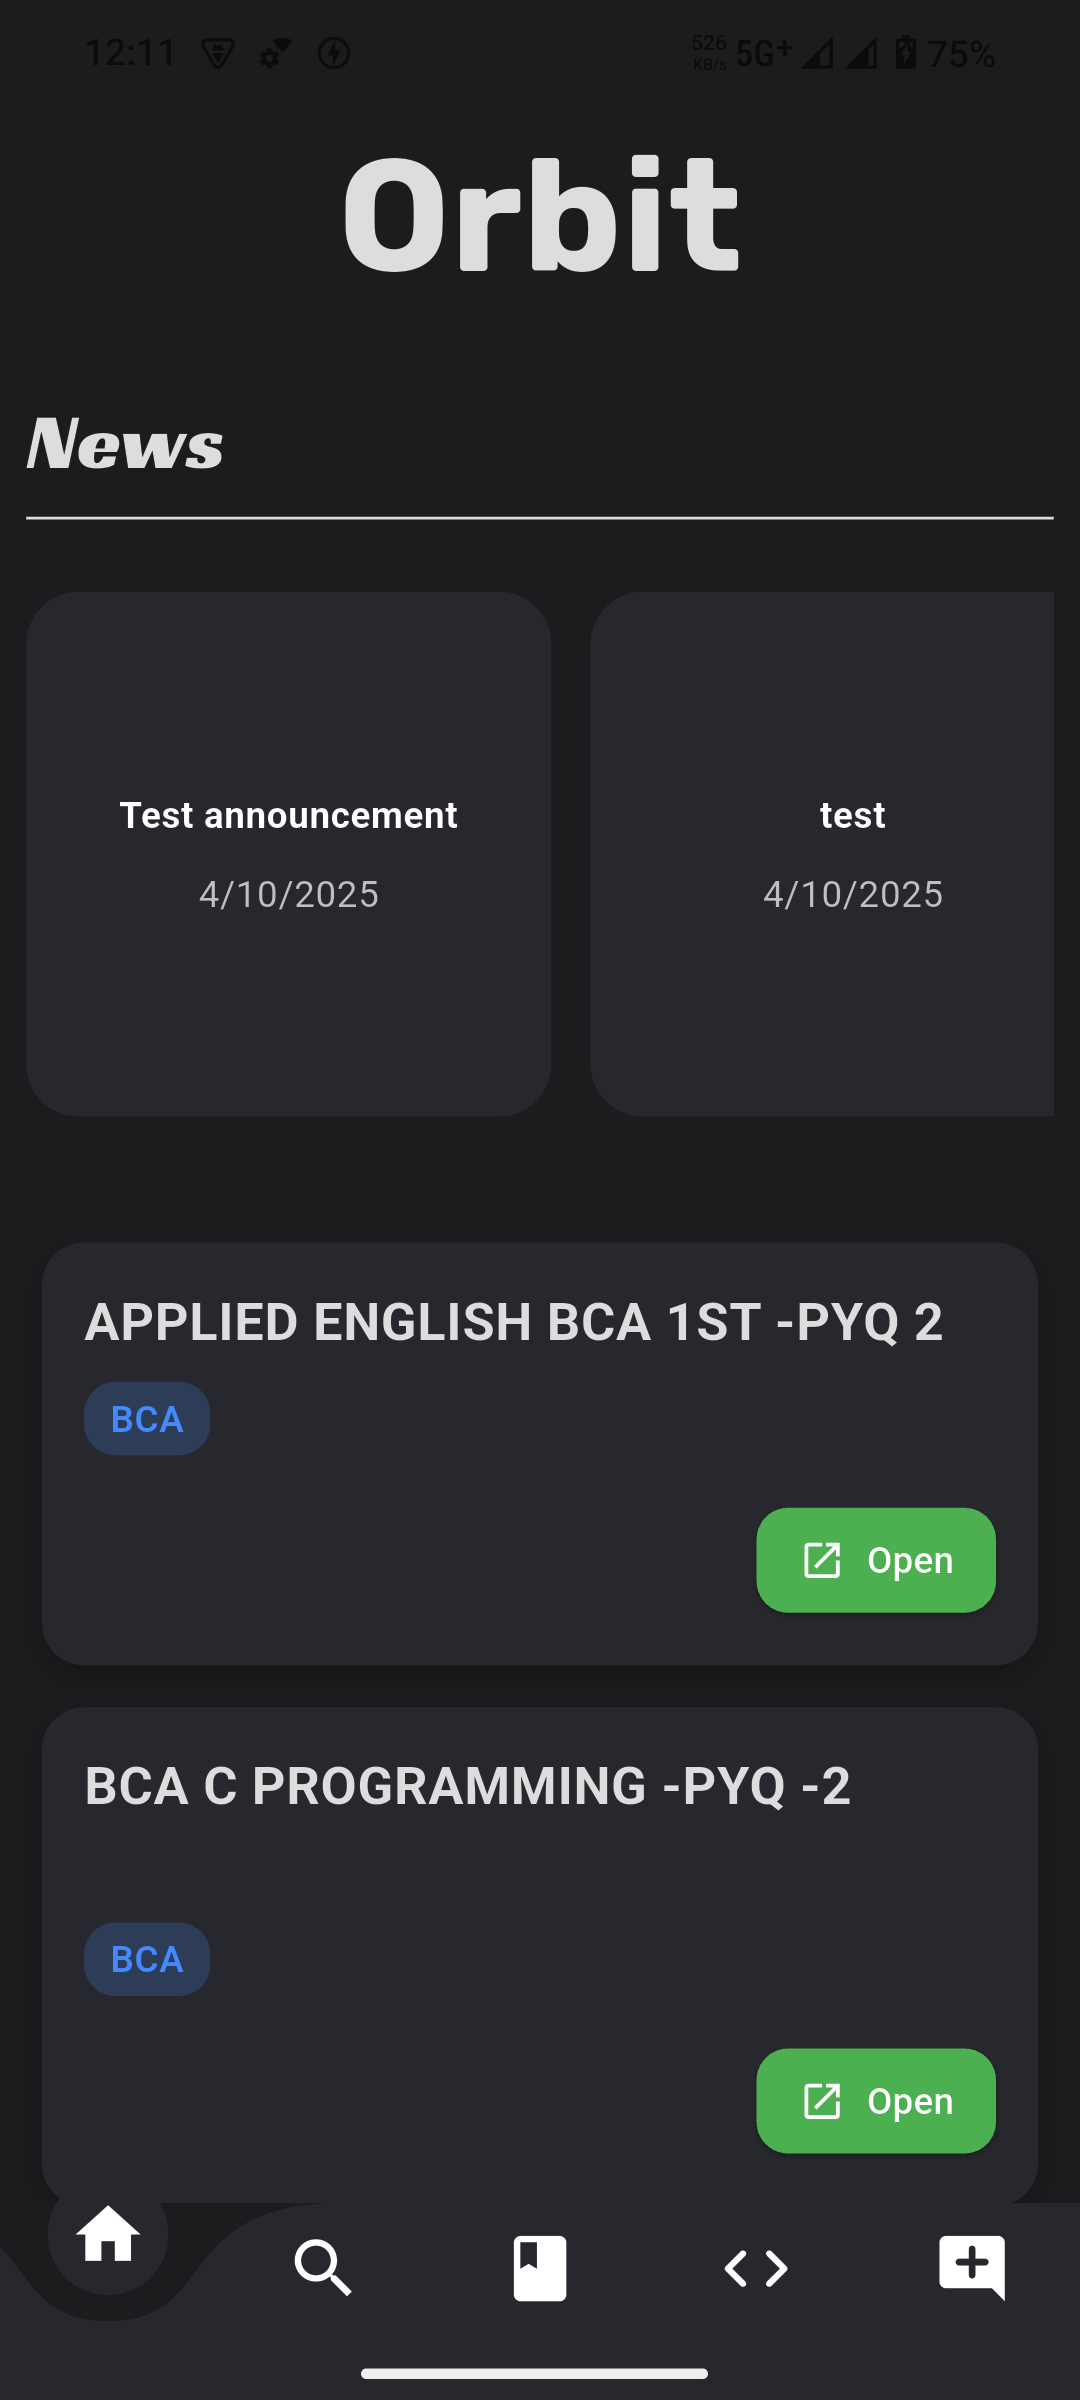 12:11
526
KB/s
5G+
75%
Orbit
News
Test announcement
4/10/2025
test
4/10/2025
APPLIED ENGLISH BCA 1ST -PYQ 2
BCA
Open
BCA C PROGRAMMING -PYQ -2
BCA
Open